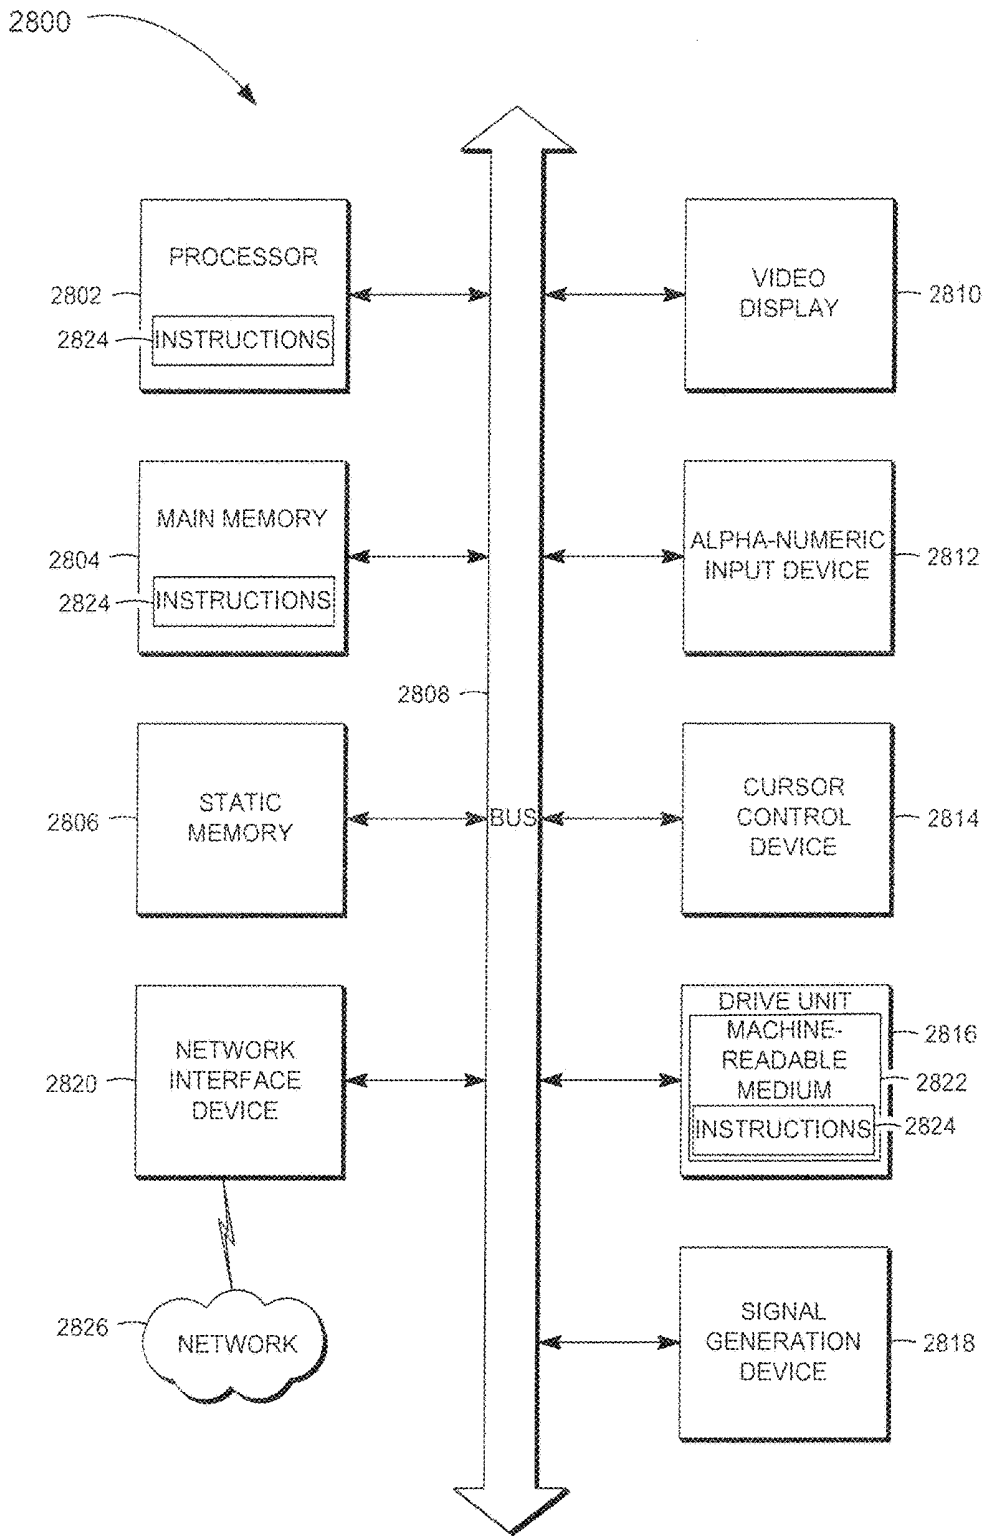 2800
PROCESSOR
2802
2824
INSTRUCTIONS
VIDEO
DISPLAY
2810
MAIN MEMORY
2804
2824
INSTRUCTIONS
ALPHA-NUMERIC
INPUT DEVICE
2812
2808
STATIC
MEMORY
2806
BUS
CURSOR
CONTROL
DEVICE
2814
NETWORK
INTERFACE
DEVICE
2820
DRIVE UNIT
2816
MACHINE-
READABLE
MEDIUM
2822
INSTRUCTIONS
2824
2826
NETWORK
SIGNAL
GENERATION
DEVICE
2818